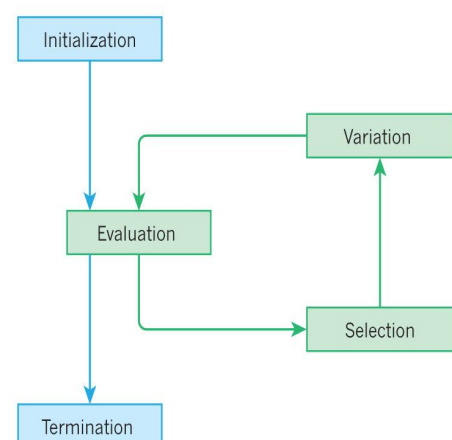 Initialization
Variation
Evaluation
Selection
Termination